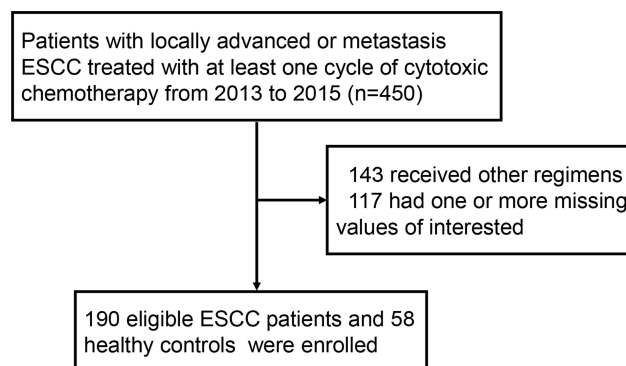 Patients with locally advanced or metastasis
ESCC treated with at least one cycle of cytotoxic
chemotherapy from 2013 to 2015 (n=450)
143 received other regimens
117 had one or more missing
values of interested
190 eligible ESCC patients and 58
healthy controls were enrolled